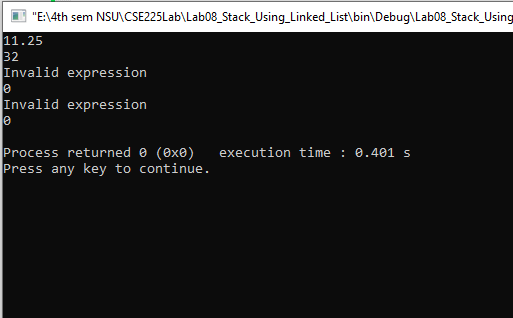 "E:\4th sem NSU\CSE225Lab\Lab08_Stack_Using_Linked_List\bin\Debug\Lab08_Stack_Using
11.25
32
Invalid expression
0
Invalid expression
0
Process returned 0 (0x0)   execution time : 0.401 s
Press any key to continue.